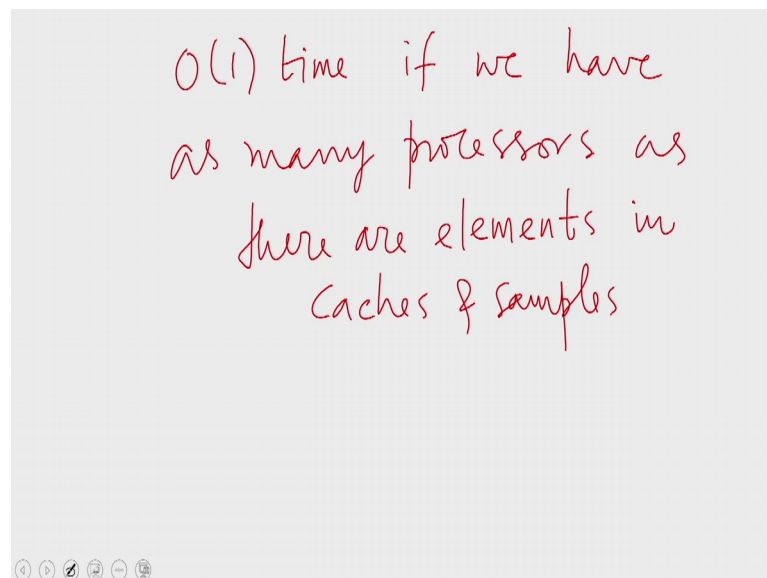 O(1) time if we have
as many processors as
there are elements in
caches & samples